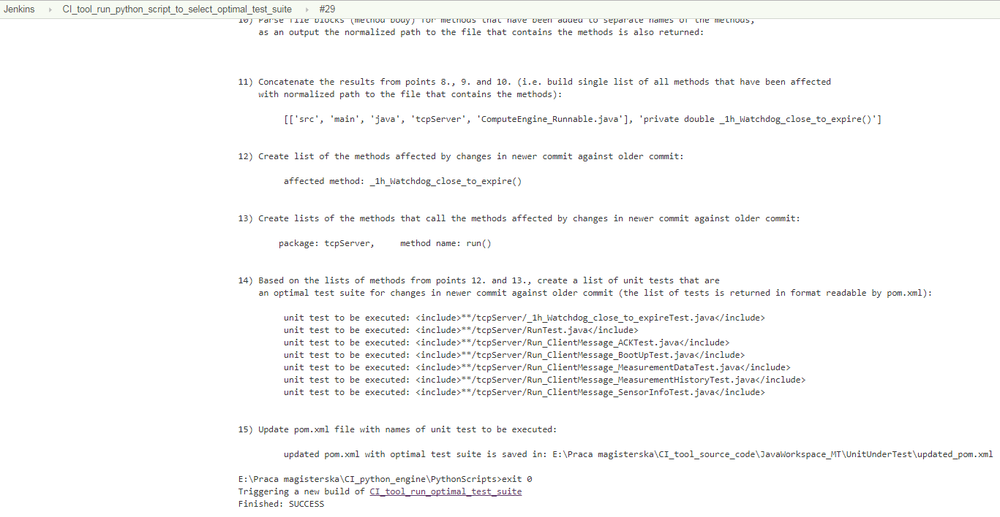 Jenkins CI_tool_run_python_script_to_select_optimal_test_suite #29
10) Parse file blocks (method body) for methods that have been added to separate names of the methods,
as an output the normalized path to the file that contains the methods is also returned:
11) Concatenate the results from points 8., 9. and 10. (i.e. build single list of all methods that have been affected
with normalized path to the file that contains the methods):
[['src', 'main', 'java', 'tcpServer', 'ComputeEngine_Runnable.java'], 'private double _1h_Watchdog_close_to_expire()']
12) Create list of the methods affected by changes in newer commit against older commit:
affected method: _1h_Watchdog_close_to_expire()
13) Create lists of the methods that call the methods affected by changes in newer commit against older commit:
package: tcpServer, method name: run()
14) Based on the lists of methods from points 12. and 13., create a list of unit tests that are
an optimal test suite for changes in newer commit against older commit (the list of tests is returned in format readable by pom.xml):
unit test to be executed: <include>**/tcpServer/_1h_Watchdog_close_to_expireTest.java</include>
unit test to be executed: <include>**/tcpServer/RunTest.java</include>
unit test to be executed: <include>**/tcpServer/Run_ClientMessage_ACKTest.java</include>
unit test to be executed: <include>**/tcpServer/Run_ClientMessage_BootUpTest.java</include>
unit test to be executed: <include>**/tcpServer/Run_ClientMessage_MeasurementDataTest.java</include>
unit test to be executed: <include>**/tcpServer/Run_ClientMessage_MeasurementHistoryTest.java</include>
unit test to be executed: <include>**/tcpServer/Run_ClientMessage_SensorInfoTest.java</include>
15) Update pom.xml file with names of unit test to be executed:
updated pom.xml with optimal test suite is saved in: E:\Praca magisterska\CI_tool_source_code\JavaWorkspace_MT\UnitUnderTest\updated_pom.xml
E:\Praca magisterska\CI_python_engine\PythonScripts>exit 0
Triggering a new build of CI_tool_run_optimal_test_suite
Finished: SUCCESS